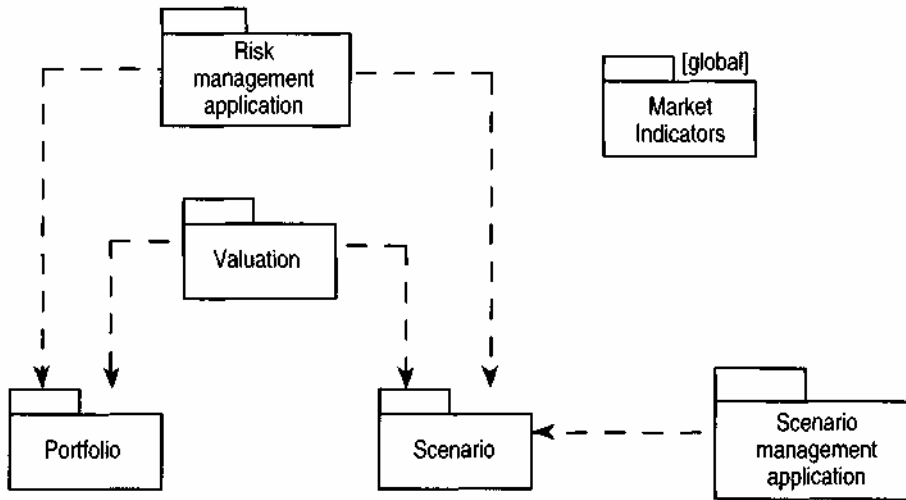 Risk
management
application
[global]
Market
Indicators
Valuation
Portfolio
Scenario
Scenario
management
application